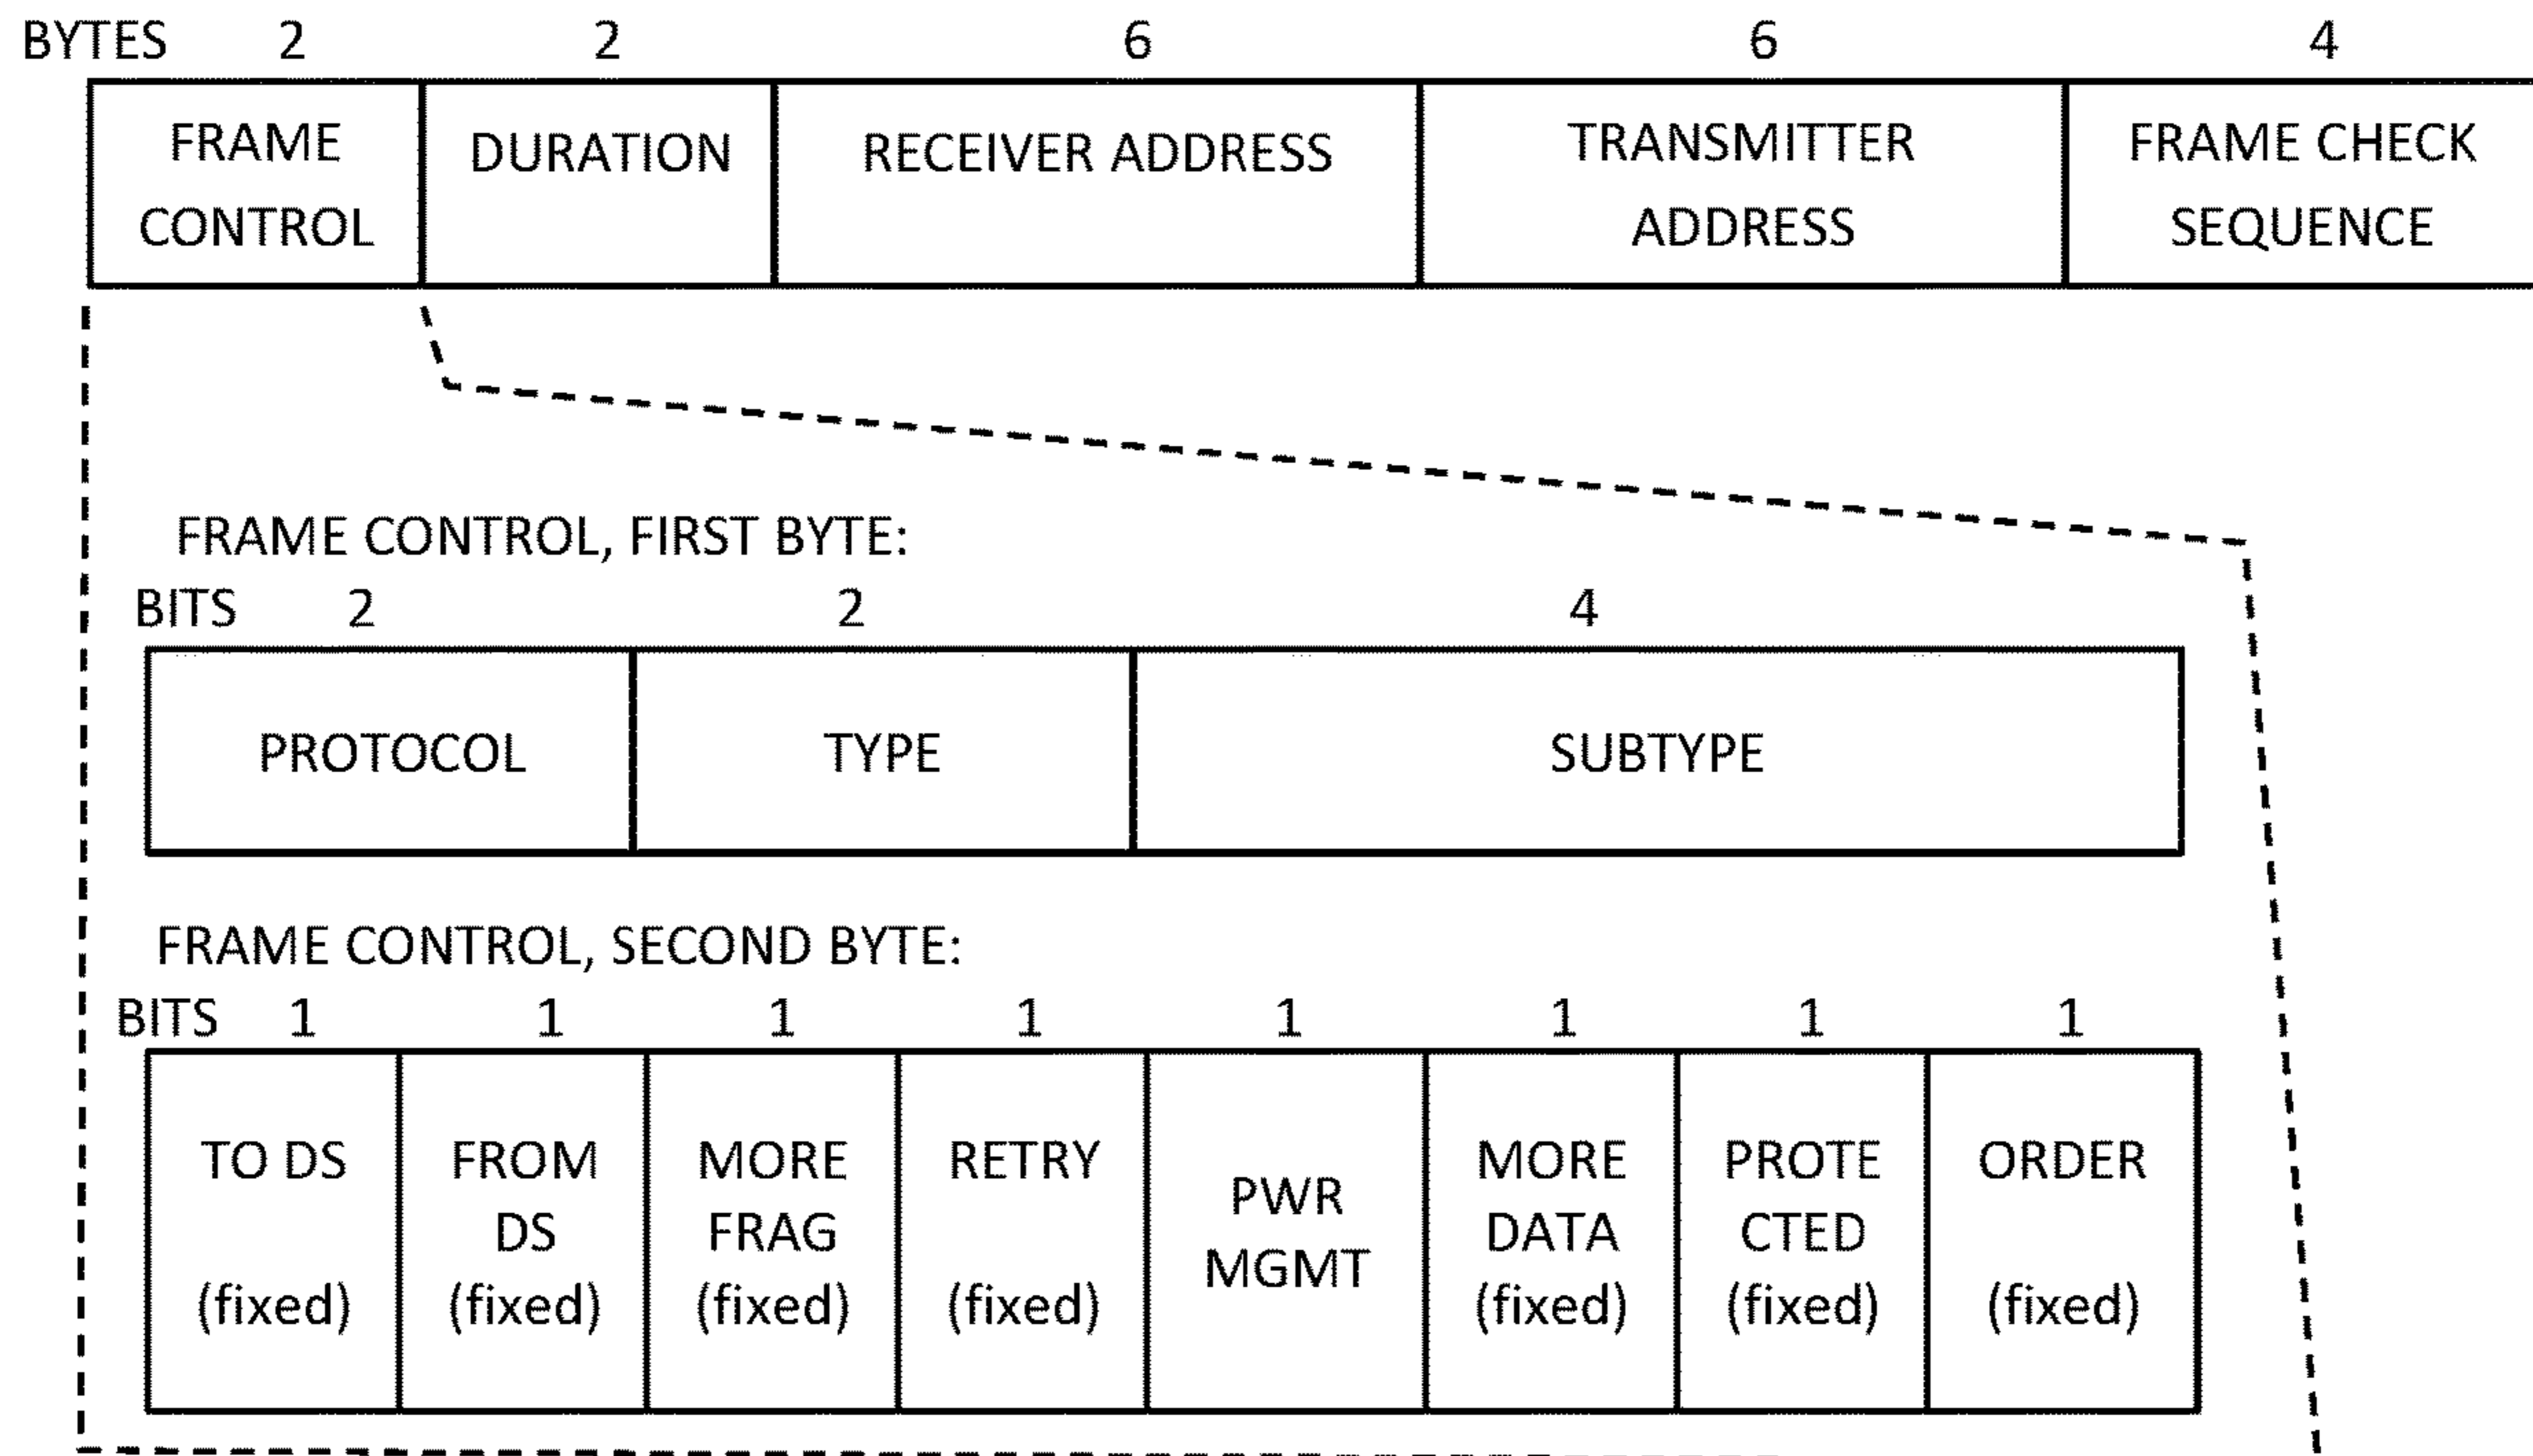 BYTES 2 2 6 6 4
FRAME CONTROL DURATION RECEIVER ADDRESS TRANSMITTER ADDRESS FRAME CHECK SEQUENCE
FRAME CONTROL, FIRST BYTE:
BITS 2 2 4
PROTOCOL TYPE SUBTYPE
FRAME CONTROL, SECOND BYTE:
BITS 1 1 1 1 1 1 1 1
TO DS (fixed) FROM DS (fixed) MORE FRAG (fixed) RETRY (fixed) PWR MGMT MORE DATA (fixed) PROTE CTED (fixed) ORDER (fixed)